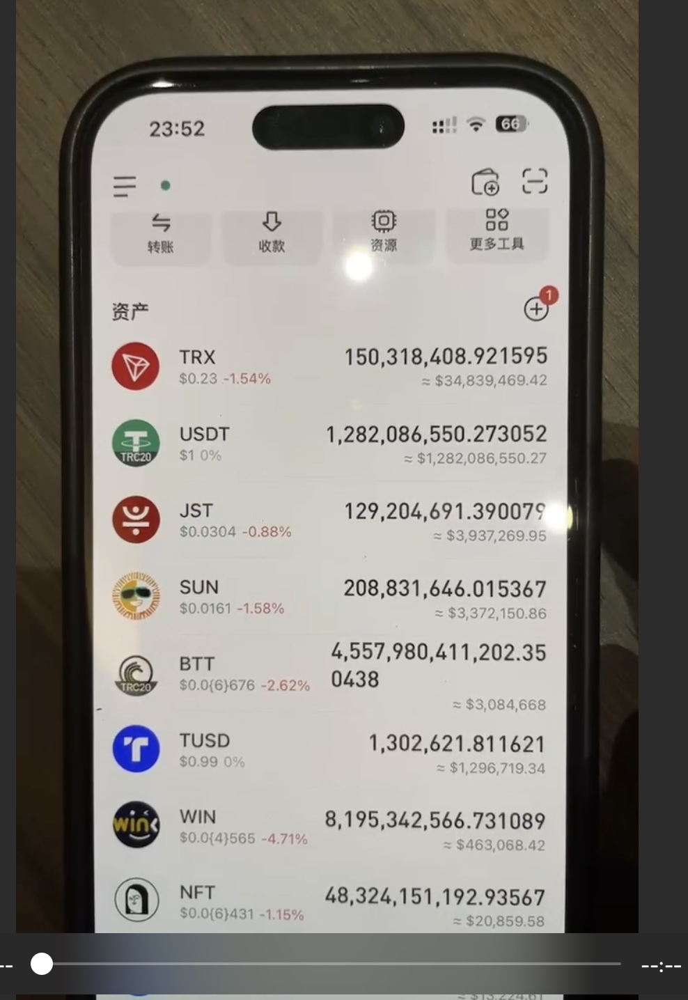 23:52
66
转账
收款
资源
更多工具
资产
1
TRX
150,318,408.921595
$0.23 -1.54%
≈ $34,839,469.42
TRC20
USDT
1,282,086,550.273052
$1 0%
≈ $1,282,086,550.27
JST
129,204,691.390079
$0.0304 -0.88%
≈ $3,937,269.95
SUN
208,831,646.015367
$0.0161 -1.58%
≈ $3,372,150.86
TRC20
BTT
4,557,980,411,202.35
0438
$0.0{6}676 -2.62%
≈ $3,084,668
TUSD
1,302,621.811621
$0.99 0%
≈ $1,296,719.34
WIN
WIN
8,195,342,566.731089
$0.0{4}565 -4.71%
≈ $463,068.42
NFT
48,324,151,192.93567
$0.0{6}431 -1.15%
≈ $20,859.58
--
--:--